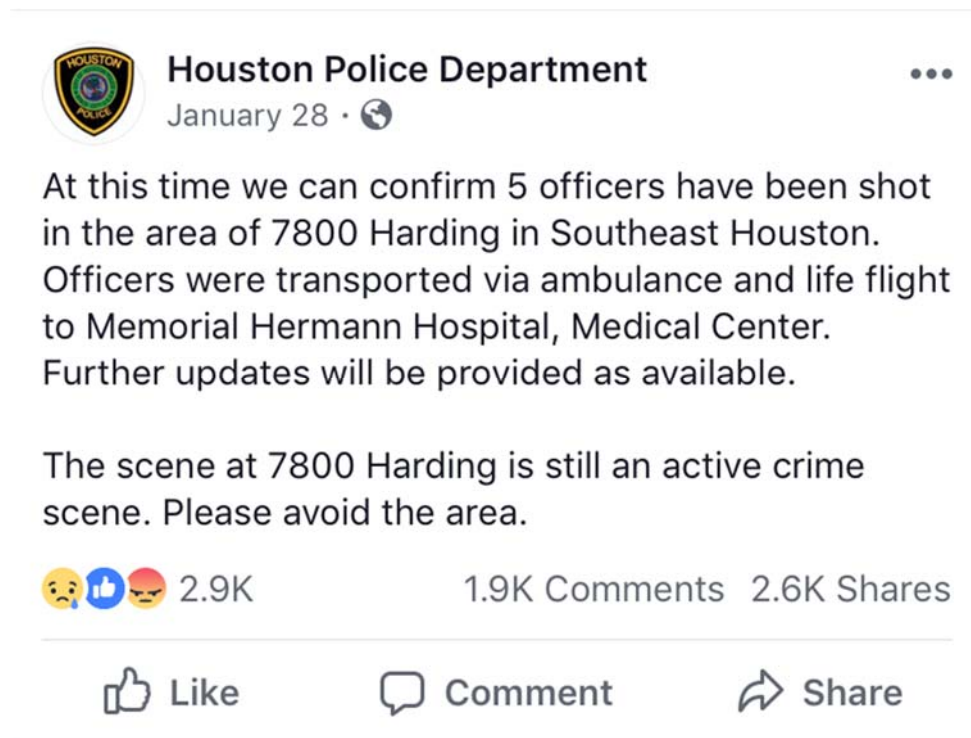 HOUSTON
POLICE
Houston Police Department
January 28 ·
At this time we can confirm 5 officers have been shot
in the area of 7800 Harding in Southeast Houston.
Officers were transported via ambulance and life flight
to Memorial Hermann Hospital, Medical Center.
Further updates will be provided as available.
The scene at 7800 Harding is still an active crime
scene. Please avoid the area.
2.9K 1.9K Comments 2.6K Shares
Like Comment Share